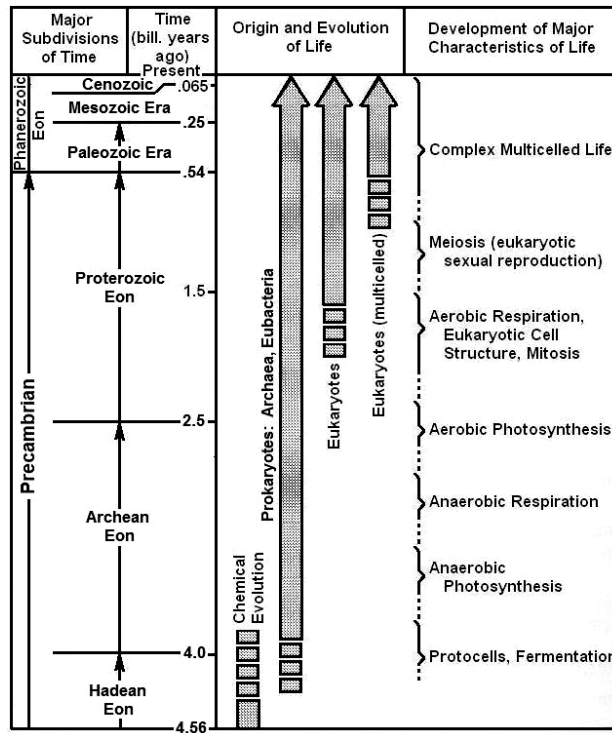 Major
Subdivisions
of Time
Time
(bill. years
ago)
Present
Origin and Evolution
of Life
Development of Major
Characteristics of Life
Phanerozoic
Eon
Cenozoic
.065
Mesozoic Era
.25
Paleozoic Era
.54
Precambrian
Proterozoic
Eon
1.5
2.5
Archean
Eon
4.0
Hadean
Eon
4.56
Chemical
Evolution
Prokaryotes: Archaea, Eubacteria
Eukaryotes
Eukaryotes (multicelled)
Complex Multicelled Life
Meiosis (eukaryotic
sexual reproduction)
Aerobic Respiration,
Eukaryotic Cell
Structure, Mitosis
Aerobic Photosynthesis
Anaerobic Respiration
Anaerobic
Photosynthesis
Protocells, Fermentation